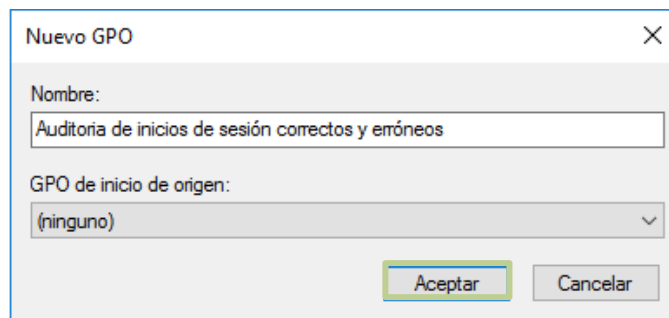 Nuevo GPO
Nombre:
Auditoria de inicios de sesión correctos y erróneos
GPO de inicio de origen:
(ninguno)
Aceptar Cancelar